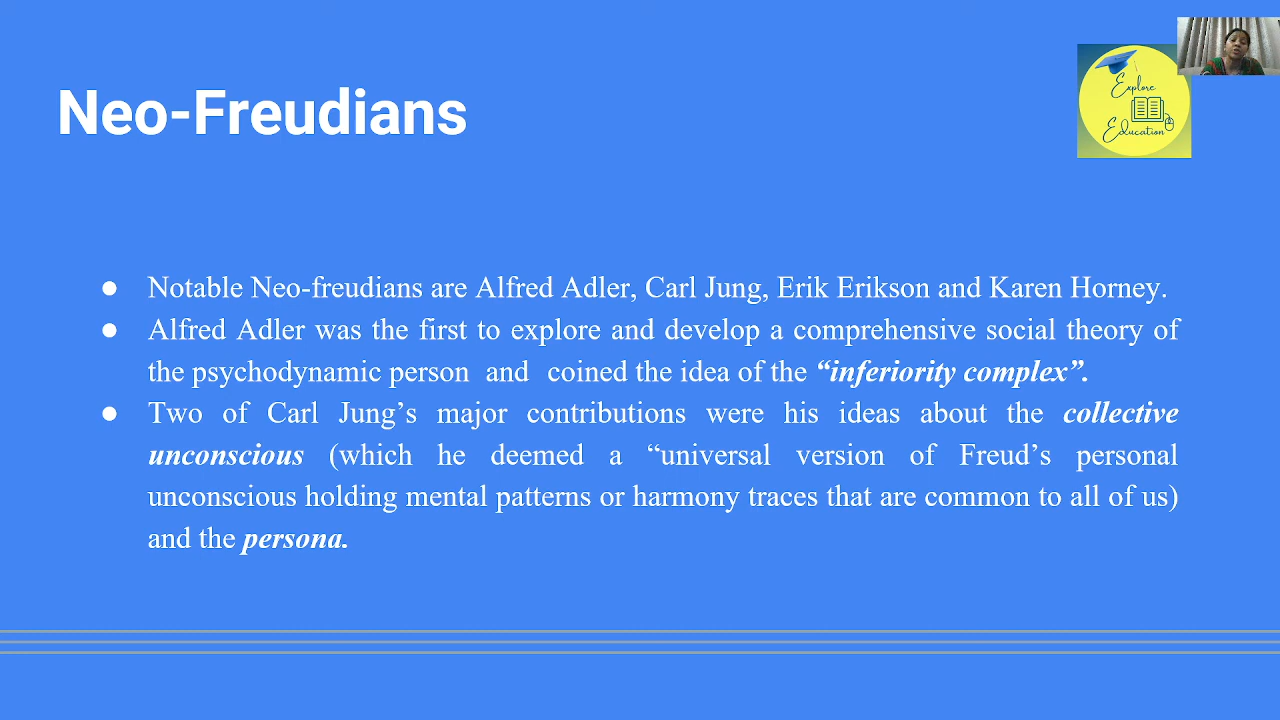 Neo-Freudians
Explore
Education
● Notable Neo-freudians are Alfred Adler, Carl Jung, Erik Erikson and Karen Horney.
● Alfred Adler was the first to explore and develop a comprehensive social theory of
the psychodynamic person and coined the idea of the “inferiority complex”.
● Two of Carl Jung’s major contributions were his ideas about the collective
unconscious (which he deemed a “universal version of Freud’s personal
unconscious holding mental patterns or harmony traces that are common to all of us)
and the persona.